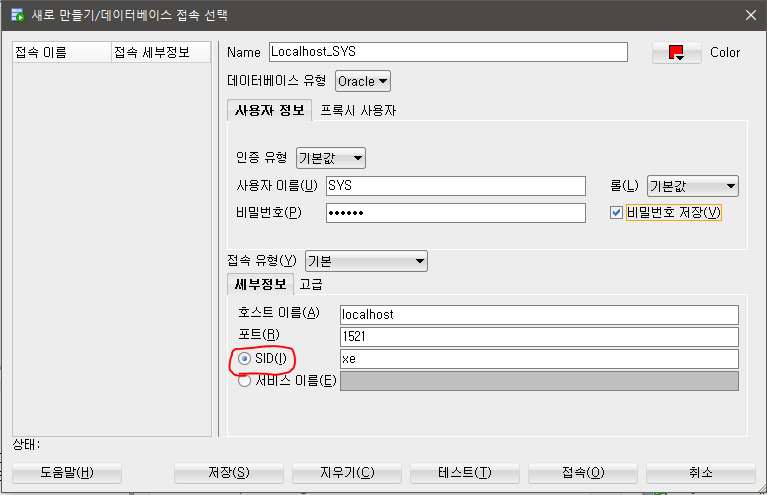 새로 만들기/데이터베이스 접속 선택
접속 이름 접속 세부정보
Name Localhost_SYS Color
데이터베이스 유형 Oracle
사용자 정보 프록시 사용자
인증 유형 기본값
사용자 이름(U) SYS 롤(L) 기본값
비밀번호(P) •••••• 비밀번호 저장(V)
접속 유형(Y) 기본
세부정보 고급
호스트 이름(A) localhost
포트(R) 1521
SID(I) xe
서비스 이름(E)
상태:
도움말(H) 저장(S) 지우기(C) 테스트(T) 접속(O) 취소